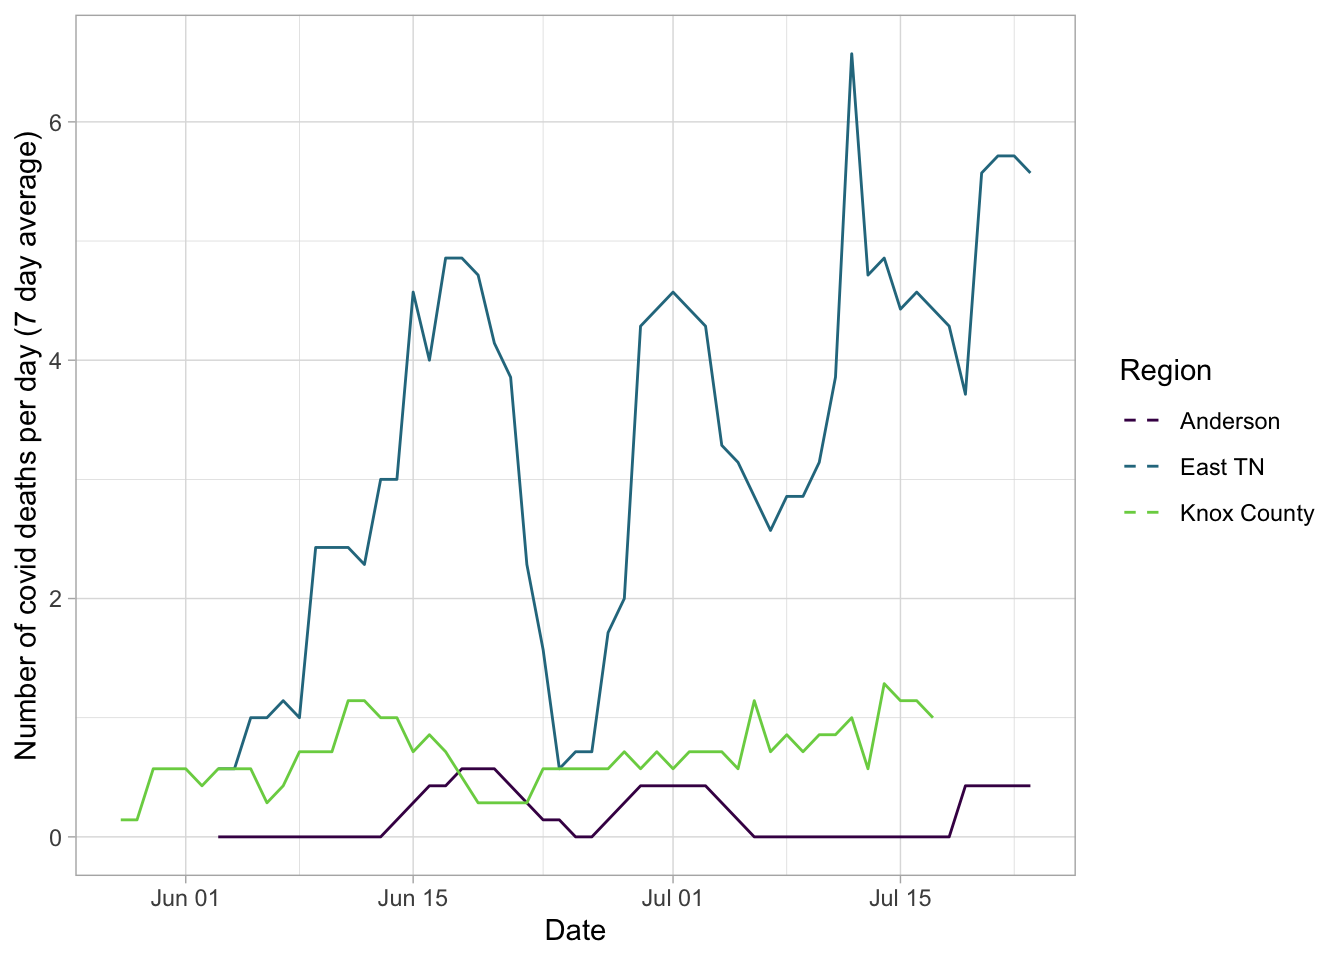 Number of covid deaths per day (7 day average)
6
4
2
0
Jun 01
Jun 15
Jul 01
Jul 15
Date
Region
Anderson
East TN
Knox County